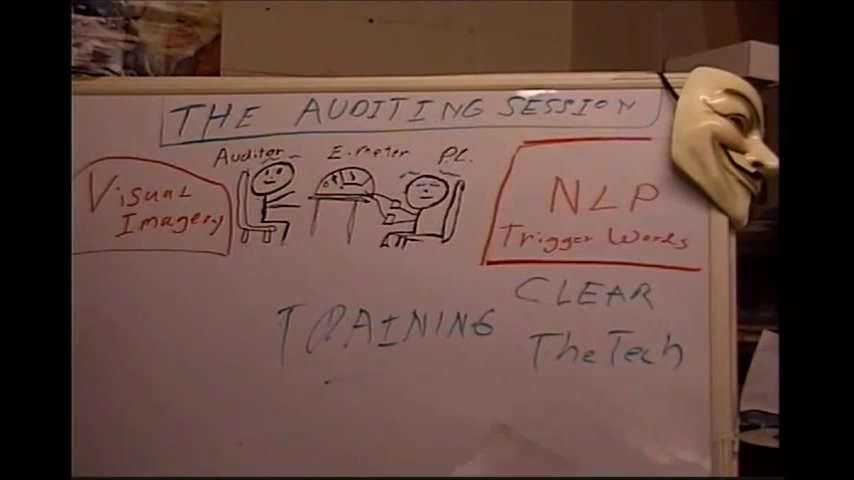 THE AUDITING SESSION
Auditor E-meter P.C.
Visual
Imagery
NLP
Trigger Words
CLEAR
TRAINING
The Tech